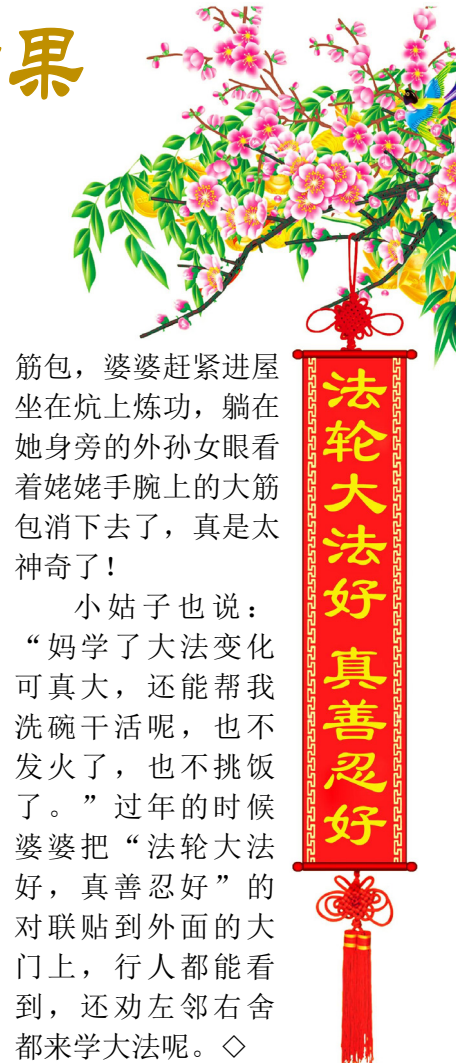 果
筋包，婆婆赶紧进屋
坐在炕上炼功，躺在
她身旁的外孙女眼看
着姥姥手腕上的大筋
包消下去了，真是太
神奇了！
小姑子也说：
“妈学了大法变化
可真大，还能帮我
洗碗干活呢，也不
发火了，也不挑饭
了。”过年的时候
婆婆把“法轮大法
好，真善忍好”的
对联贴到外面的大
门上，行人都能看
到，还劝左邻右舍
都来学大法呢。◇
法轮大法好 真善忍好